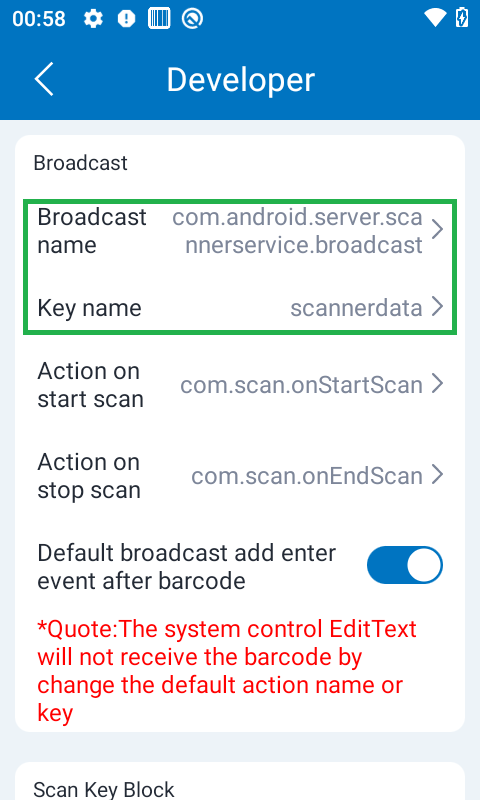 00:58
Developer
Broadcast
Broadcast name
com.android.server.sca
nnerservice.broadcast
Key name
scannerdata
Action on
start scan
com.scan.onStartScan
Action on
stop scan
com.scan.onEndScan
Default broadcast add enter
event after barcode
*Quote:The system control EditText
will not receive the barcode by
change the default action name or
key
Scan Key Block